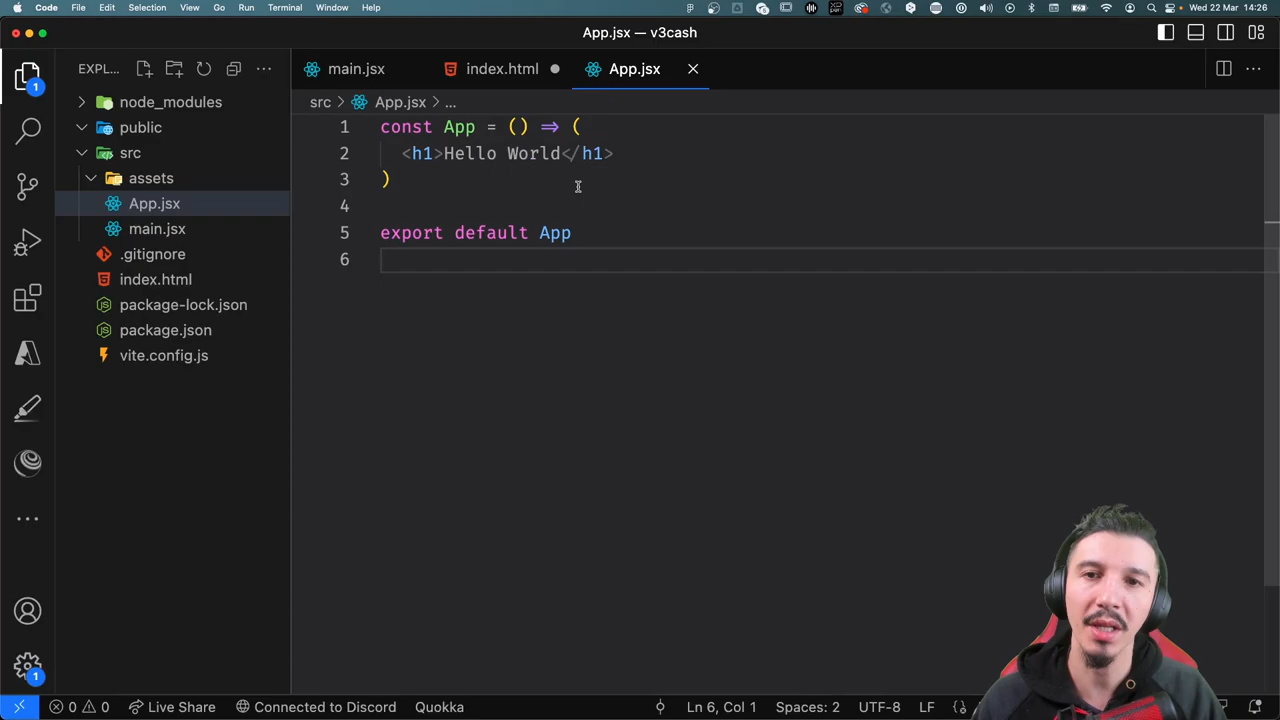 Code File Edit Selection View Go Run Terminal Window Help Wed 22 Mar 14:26
App.jsx — v3cash
EXPL... main.jsx index.html App.jsx
src > App.jsx > ...
node_modules
public
src
assets
App.jsx
main.jsx
.gitignore
index.html
package-lock.json
package.json
vite.config.js
1 const App = () => (
2 <h1>Hello World</h1>
3 )
4
5 export default App
6
1
1
0 0 Live Share Connected to Discord Quokka Ln 6, Col 1 Spaces: 2 UTF-8 LF